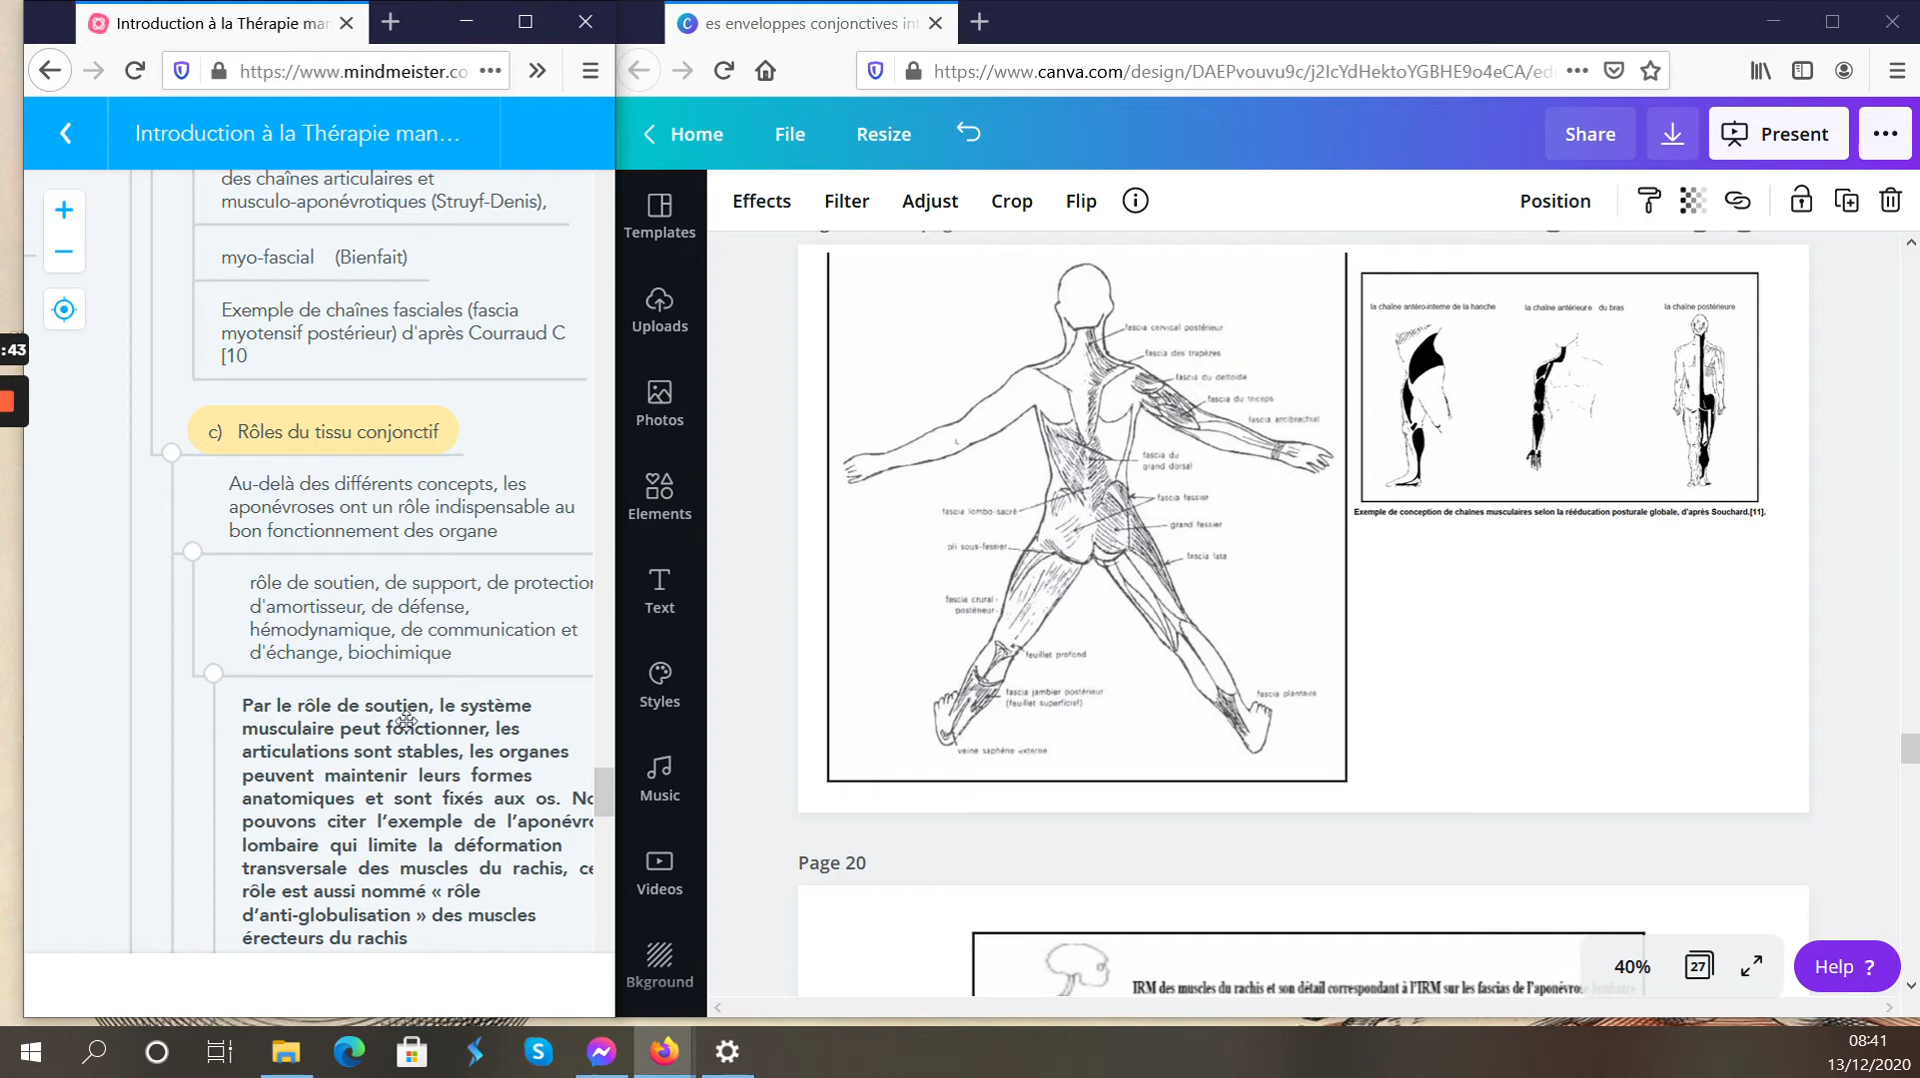 Introduction à la Thérapie man
es enveloppes conjonctives int
https://www.mindmeister.co
https://www.canva.com/design/DAEPvouvu9c/j2IcYdHektoYGBHE9o4eCA/ed
Introduction à la Thérapie man...
Home
File
Resize
Share
Present
des chaînes articulaires et
musculo-aponévrotiques (Struyf-Denis),
myo-fascial (Bienfait)
Exemple de chaînes fasciales (fascia
myotensif postérieur) d'après Courraud C
[10
:43
c) Rôles du tissu conjonctif
Au-delà des différents concepts, les
aponévroses ont un rôle indispensable au
bon fonctionnement des organe
rôle de soutien, de support, de protection
d'amortisseur, de défense,
hémodynamique, de communication et
d'échange, biochimique
Par le rôle de soutien, le système
musculaire peut fonctionner, les
articulations sont stables, les organes
peuvent maintenir leurs formes
anatomiques et sont fixés aux os. No
pouvons citer l'exemple de l'aponévro
lombaire qui limite la déformation
transversale des muscles du rachis, ce
rôle est aussi nommé « rôle
d'anti-globulisation » des muscles
érecteurs du rachis
Templates
Uploads
Photos
Elements
Text
Styles
Music
Videos
Bkground
Effects
Filter
Adjust
Crop
Flip
Position
fascia cervical postérieur
fascia des trapèzes
fascia du deltoïde
fascia du triceps
fascia antibrachial
fascia du
grand dorsal
fascia fessier
fascia lombo-sacré
grand fessier
pli sous-fessier
fascia lata
fascia crural
postérieur
feuillet profond
fascia jambier postérieur
(feuillet superficiel)
fascia plantaire
veine saphène externe
la chaîne antéro-interne de la hanche
la chaîne antérieure du bras
la chaîne postérieure
Exemple de conception de chaines musculaires selon la rééducation posturale globale, d'après Souchard.[11].
Page 20
IRM des muscles du rachis et son détail correspondant à l'IRM sur les fascias de l'aponévrose lombaire
40%
27
Help ?
08:41
13/12/2020